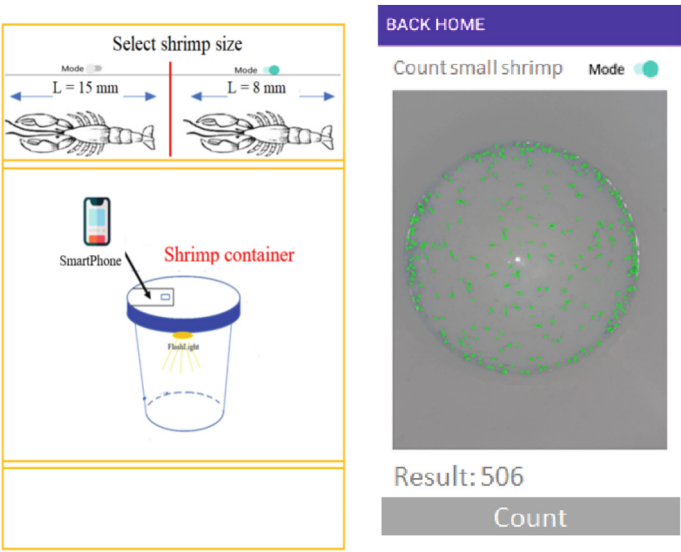 Select shrimp size
Mode
Mode
L = 15 mm
L = 8 mm
SmartPhone
Shrimp container
FlashLight
BACK HOME
Count small shrimp Mode
Result: 506
Count